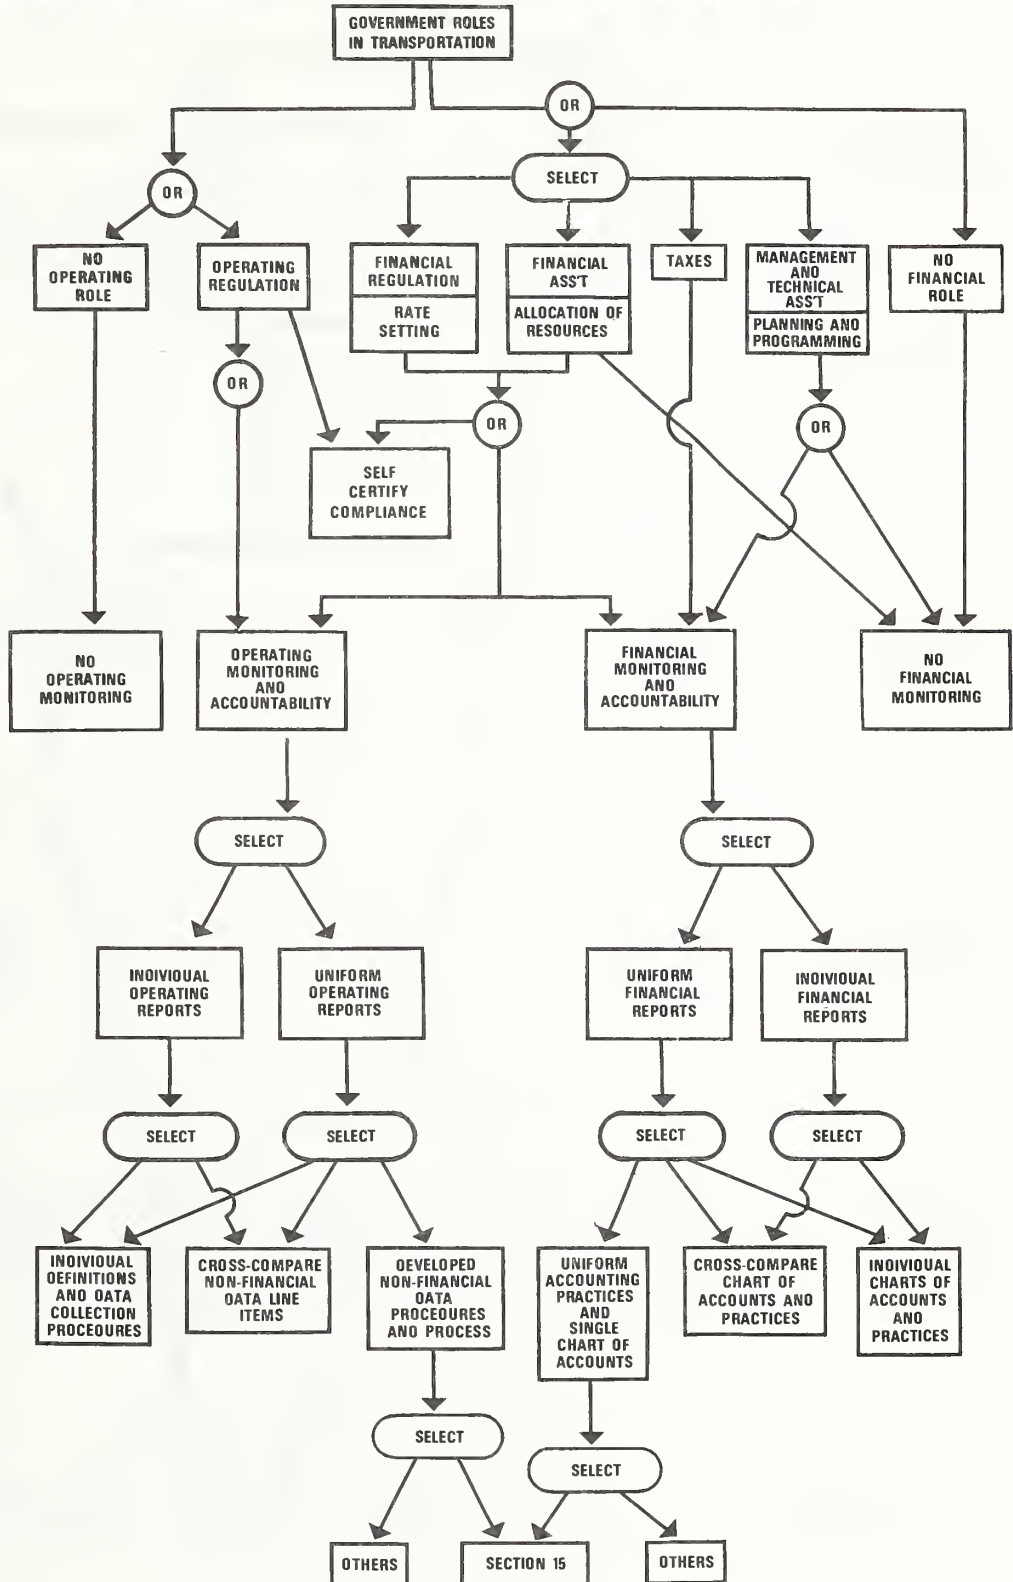 GOVERNMENT ROLES
IN TRANSPORTATION
OR
SELECT
OR
NO
OPERATING
ROLE
OPERATING
REGULATION
FINANCIAL
REGULATION
RATE
SETTING
FINANCIAL
ASS'T
ALLOCATION OF
RESOURCES
TAXES
MANAGEMENT
AND
TECHNICAL
ASS'T
PLANNING AND
PROGRAMMING
NO
FINANCIAL
ROLE
OR
OR
OR
SELF
CERTIFY
COMPLIANCE
NO
OPERATING
MONITORING
OPERATING
MONITORING
AND
ACCOUNTABILITY
FINANCIAL
MONITORING
AND
ACCOUNTABILITY
NO
FINANCIAL
MONITORING
SELECT
SELECT
INDIVIDUAL
OPERATING
REPORTS
UNIFORM
OPERATING
REPORTS
UNIFORM
FINANCIAL
REPORTS
INDIVIDUAL
FINANCIAL
REPORTS
SELECT
SELECT
SELECT
SELECT
INDIVIDUAL
DEFINITIONS
AND DATA
COLLECTION
PROCEDURES
CROSS-COMPARE
NON-FINANCIAL
DATA LINE
ITEMS
DEVELOPED
NON-FINANCIAL
DATA
PROCEDURES
AND PROCESS
UNIFORM
ACCOUNTING
PRACTICES
AND
SINGLE
CHART OF
ACCOUNTS
CROSS-COMPARE
CHART OF
ACCOUNTS AND
PRACTICES
INDIVIDUAL
CHARTS OF
ACCOUNTS
AND
PRACTICES
SELECT
SELECT
OTHERS
SECTION 15
OTHERS